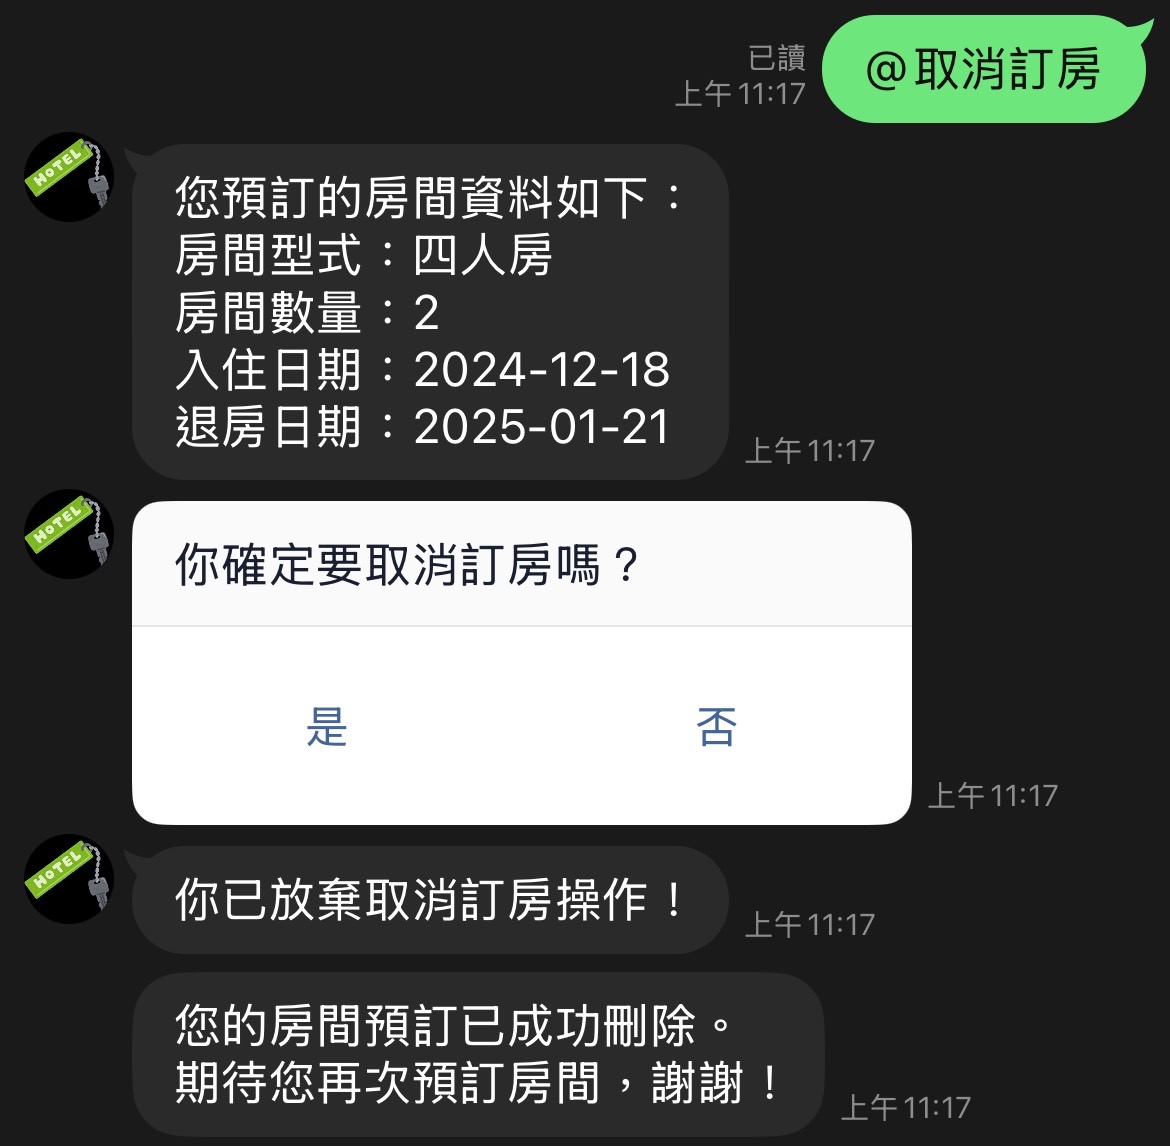 @取消訂房
已讀
上午 11:17
HOTEL
您預訂的房間資料如下：
房間型式：四人房
房間數量：2
入住日期：2024-12-18
退房日期：2025-01-21
上午 11:17
HOTEL
你確定要取消訂房嗎？
是 否
上午 11:17
HOTEL
你已放棄取消訂房操作！
上午 11:17
您的房間預訂已成功刪除。
期待您再次預訂房間，謝謝！
上午 11:17